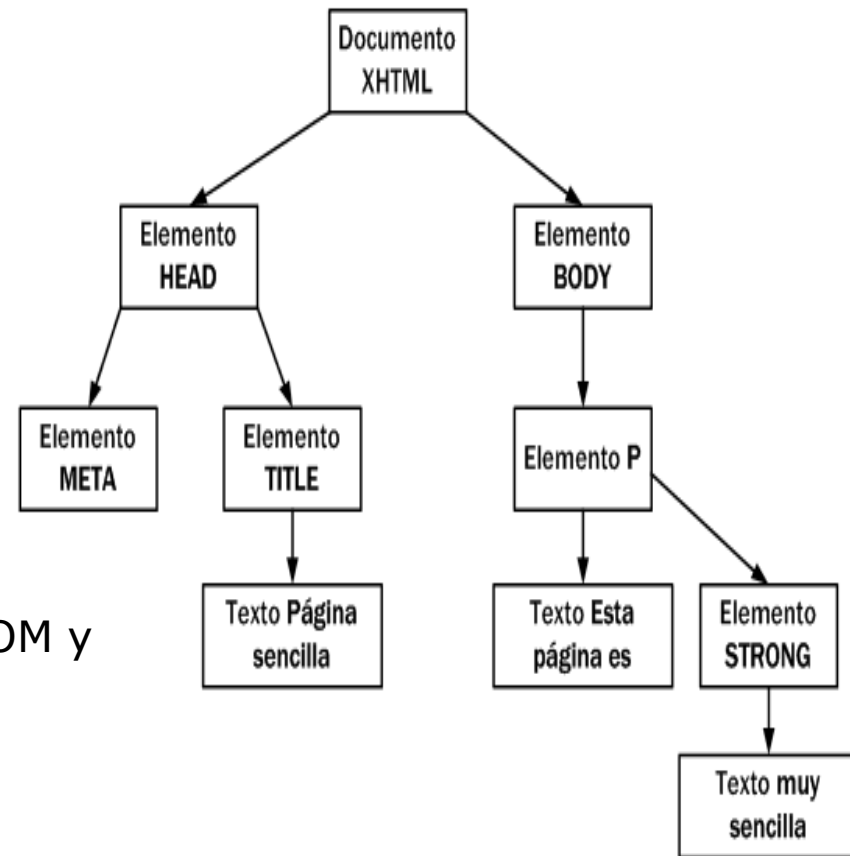 Documento
XHTML
Elemento
HEAD
Elemento
BODY
Elemento
META
Elemento
TITLE
Elemento P
Texto Página
sencilla
Texto Esta
página es
Elemento
STRONG
OM y
Texto muy
sencilla